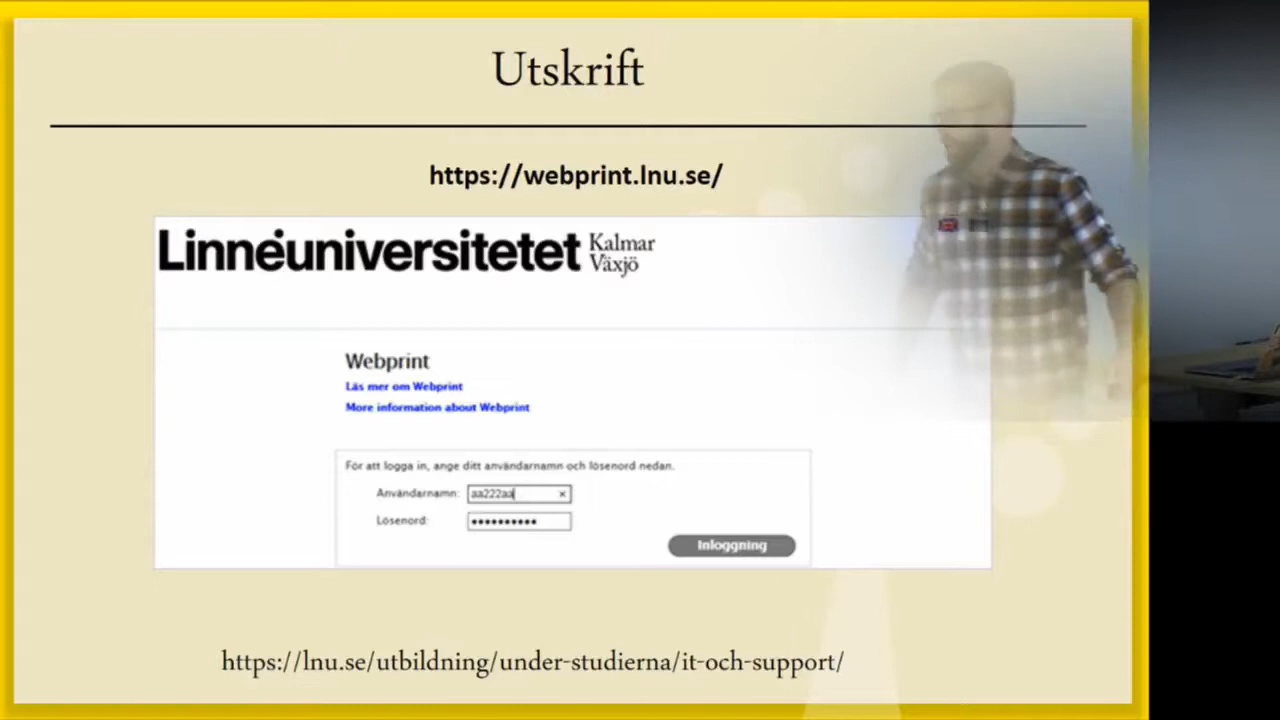 Utskrift
https://webprint.lnu.se/
Linnéuniversitetet Kalmar Växjö
Webprint
Läs mer om Webprint
More information about Webprint
För att logga in, ange ditt användarnamn och lösenord nedan.
Användarnamn: aa222aa ×
Lösenord: ••••••••••
Inloggning
https://lnu.se/utbildning/under-studierna/it-och-support/